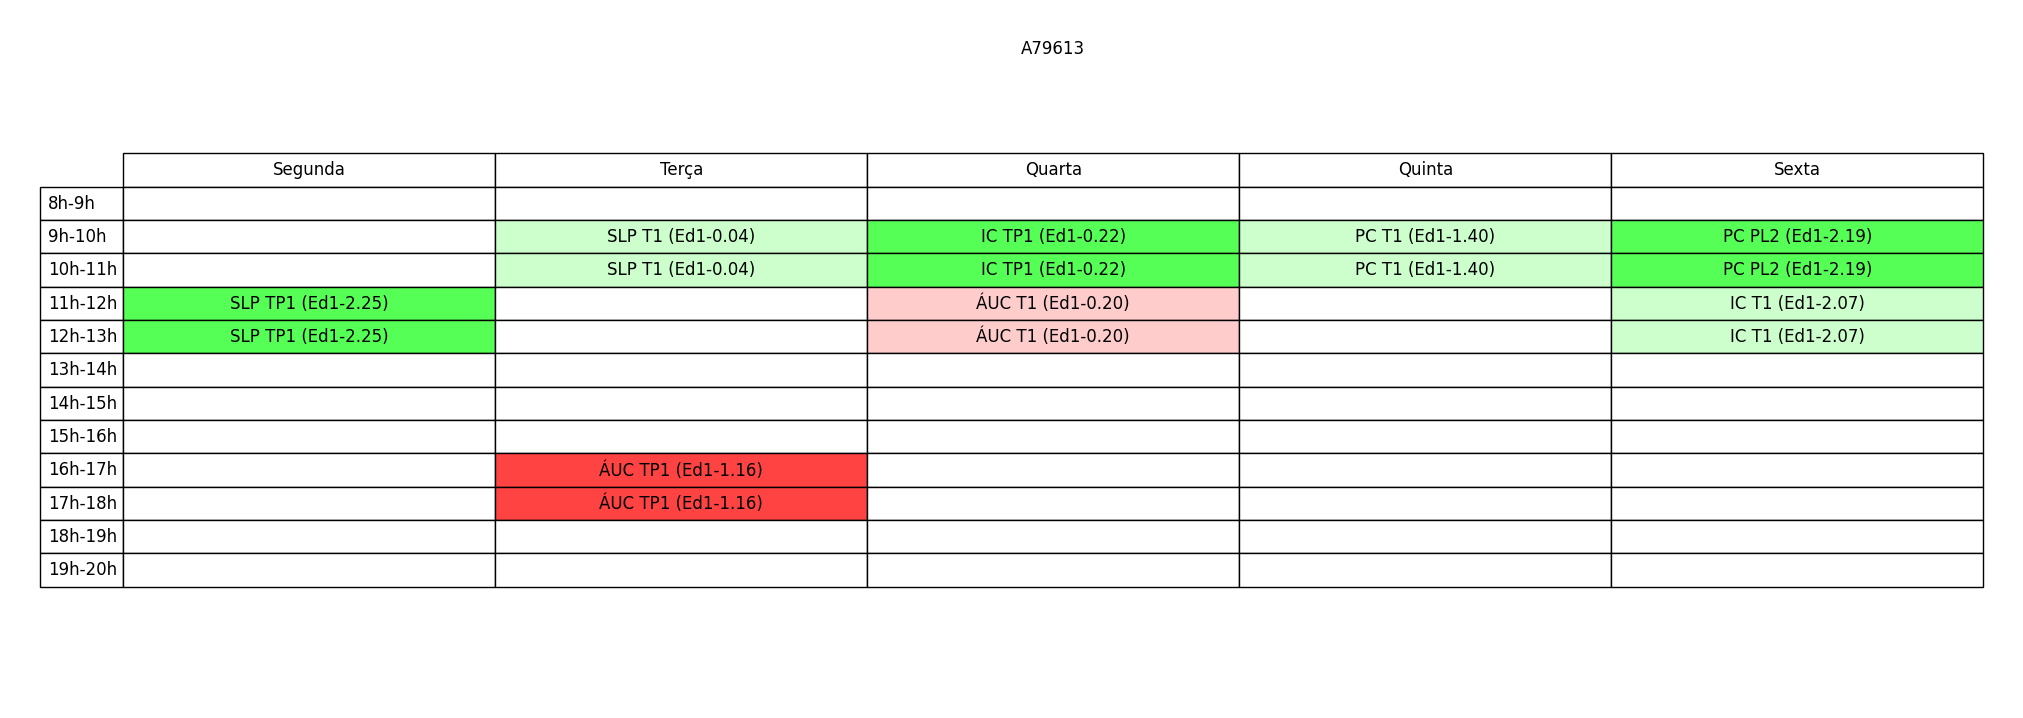 A79613
Segunda Terça Quarta Quinta Sexta
8h-9h
9h-10h SLP T1 (Ed1-0.04) IC TP1 (Ed1-0.22) PC T1 (Ed1-1.40) PC PL2 (Ed1-2.19)
10h-11h SLP T1 (Ed1-0.04) IC TP1 (Ed1-0.22) PC T1 (Ed1-1.40) PC PL2 (Ed1-2.19)
11h-12h SLP TP1 (Ed1-2.25) ÁUC T1 (Ed1-0.20) IC T1 (Ed1-2.07)
12h-13h SLP TP1 (Ed1-2.25) ÁUC T1 (Ed1-0.20) IC T1 (Ed1-2.07)
13h-14h
14h-15h
15h-16h
16h-17h ÁUC TP1 (Ed1-1.16)
17h-18h ÁUC TP1 (Ed1-1.16)
18h-19h
19h-20h